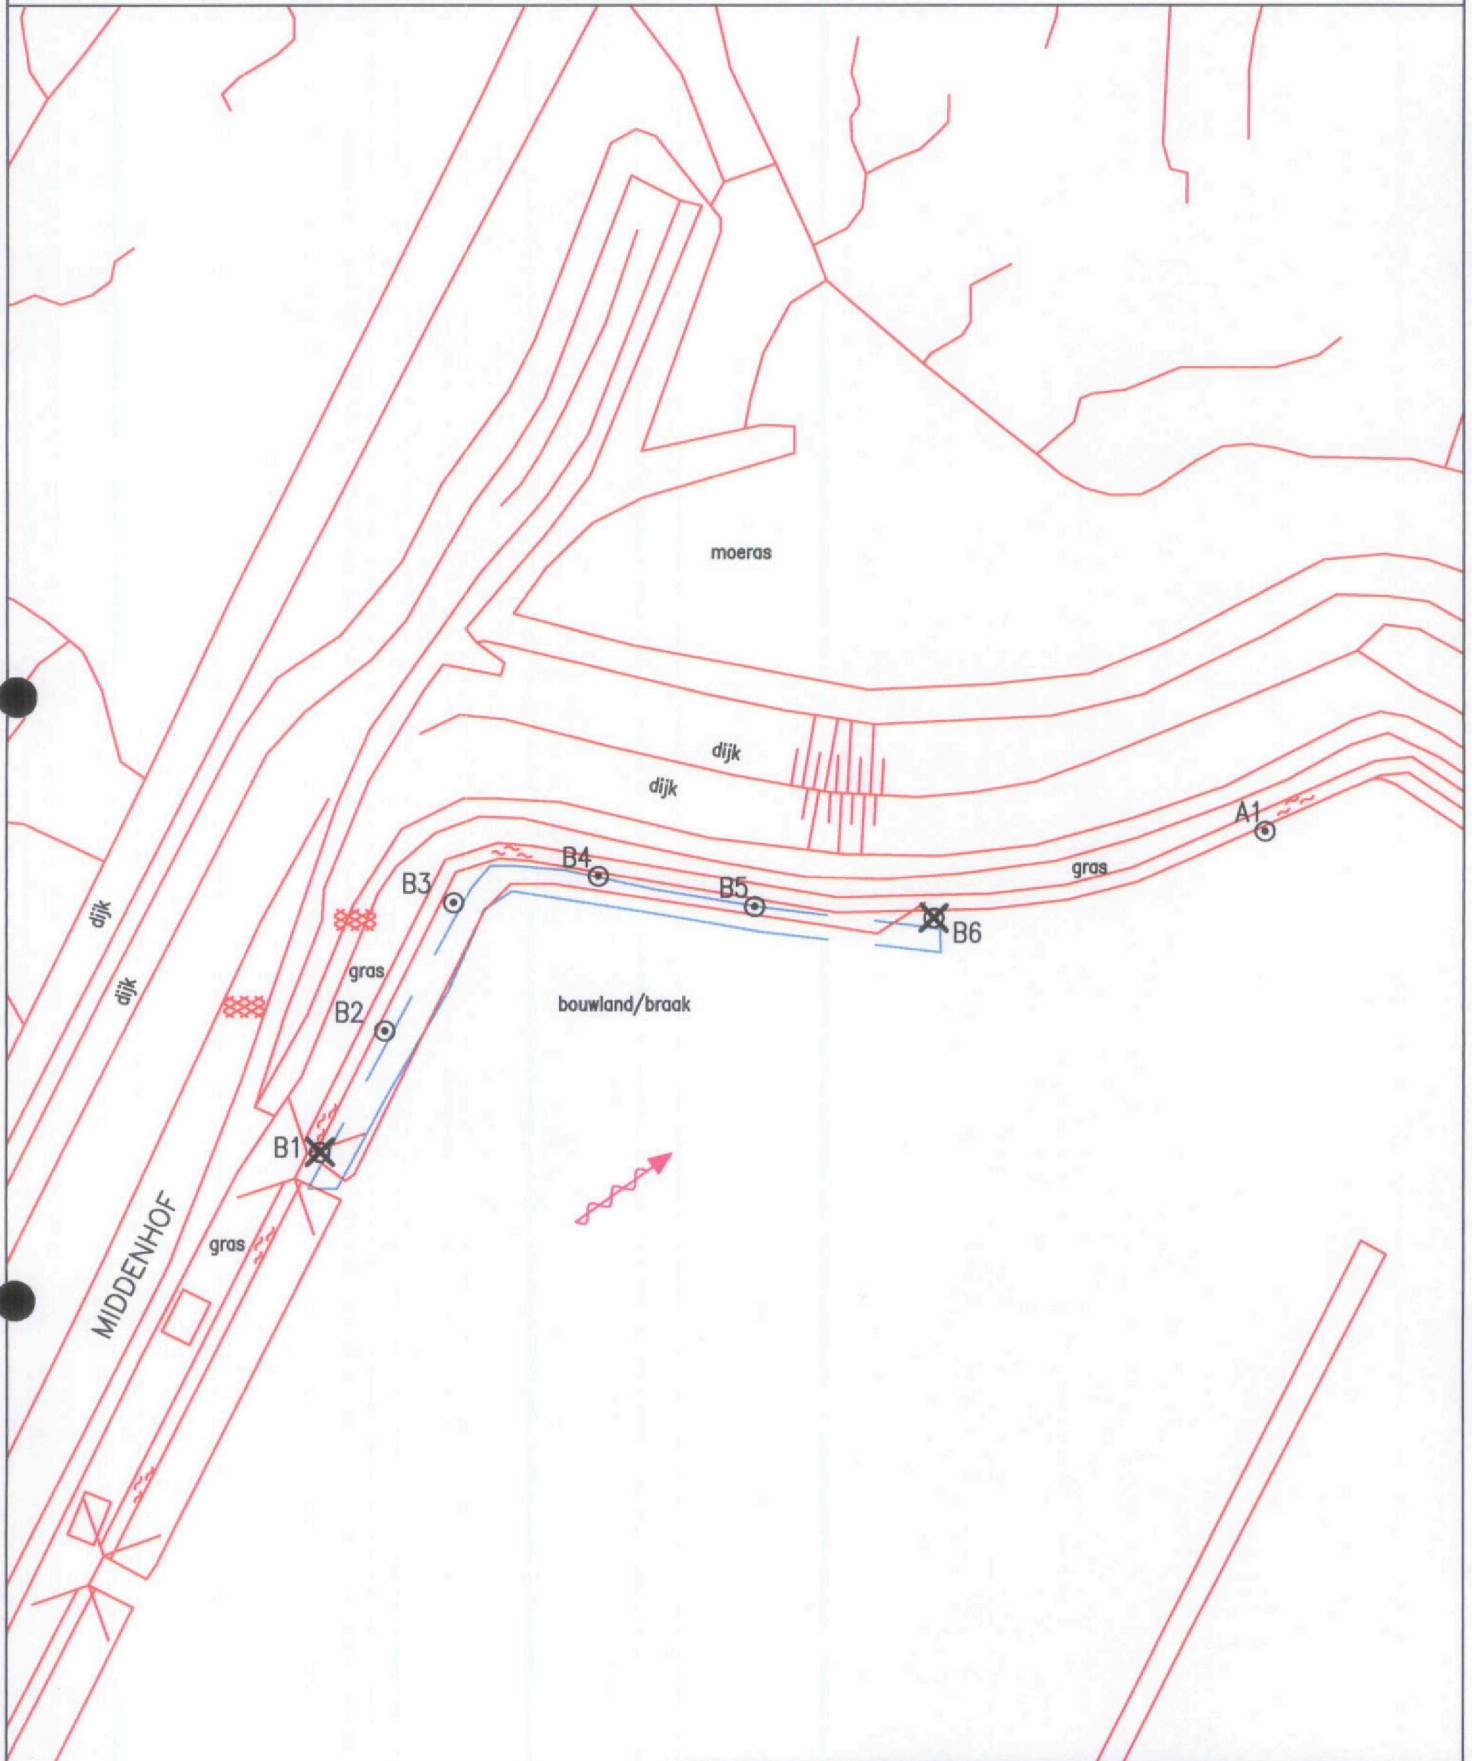 moeras
dijk
dijk
A1
B4
gras
B3
B5
dijk
B6
gras
dijk
bouwland/braak
B2
B1
MIDDENHOF
gras